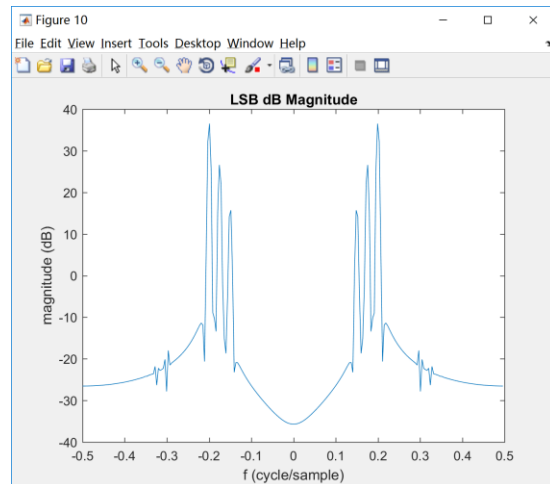 Figure 10
File Edit View Insert Tools Desktop Window Help
LSB dB Magnitude
40
30
20
10
0
-10
-20
-30
-40
magnitude (dB)
-0.5 -0.4 -0.3 -0.2 -0.1 0 0.1 0.2 0.3 0.4 0.5
f (cycle/sample)